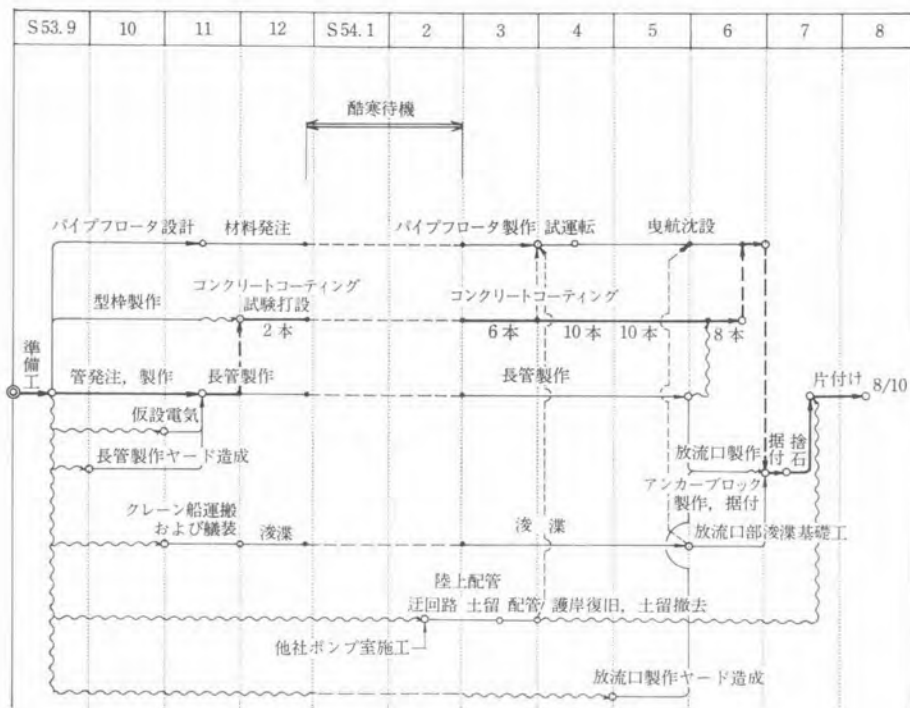 S53.9 10 11 12 S54.1 2 3 4 5 6 7 8
酷寒待機
パイプフロータ設計 材料発注 パイプフロータ製作 試運転 曳航沈設
型枠製作 コンクリートコーティング 試験打設 コンクリートコーティング
2本 6本 10本 10本 8本
準備工
管発注,製作 長管製作 長管製作 片付け 8/10
仮設電気
長管製作ヤード造成 放流口製作 据付 捨石
アンカーブロック
製作,据付
クレーン船運搬
および艤装 浚渫 浚渫 放流口部浚渫基礎工
陸上配管
迂回路 土留 配管 護岸復旧,土留撤去
他社ポンプ室施工
放流口製作ヤード造成